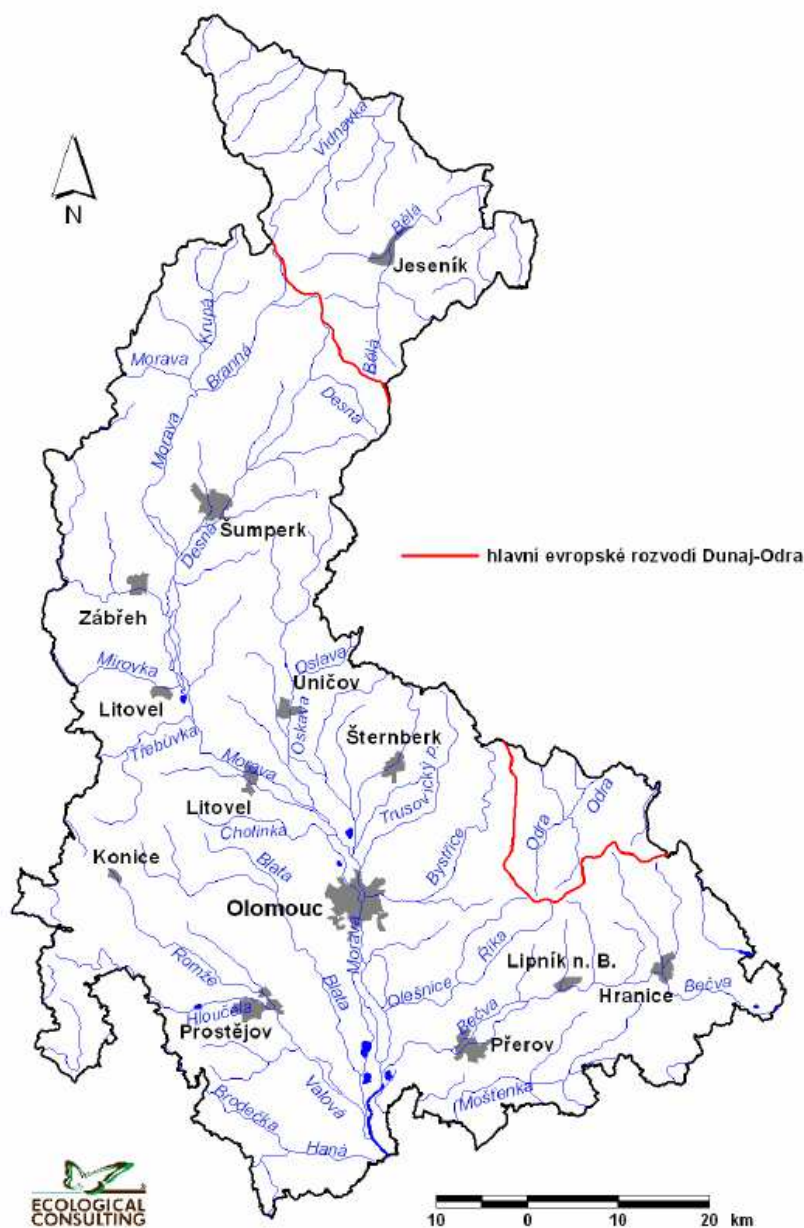 Vidnavka
N
Bělá
Jeseník
Krupá
Morava
Branná
Bělá
Desná
Morava
Šumperk
Desná
hlavní evropské rozvodí Dunaj-Odra
Zábřeh
Mírovka
Oslava
Uničov
Litovel
Oskava
Šternberk
Třebůvka
Morava
Trusovický p.
Odra
Odra
Litovel
Cholinka
Bystřice
Konice
Blata
Olomouc
Morava
Říka
Romže
Lipník n. B.
Blata
Olešnice
Hranice
Bečva
Hloučela
Prostějov
Bečva
Přerov
Valová
Moštěnka
Brodečka
Haná
ECOLOGICAL
CONSULTING
10 0 10 20 km